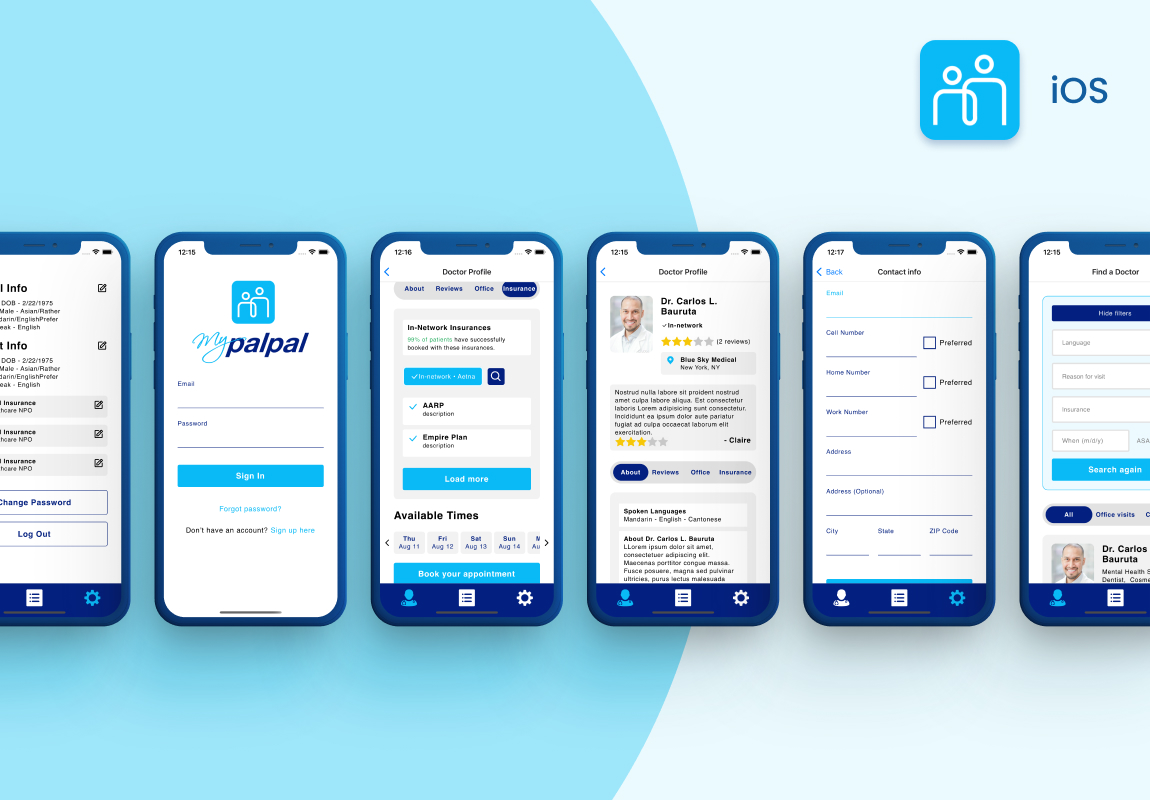 iOS
l Info
DOB - 2/22/1975
Male - Asian/Rather
darin/EnglishPrefer
eak - English
t Info
DOB - 2/22/1975
Male - Asian/Rather
darin/EnglishPrefer
eak - English
l Insurance
thcare NPO
l Insurance
thcare NPO
l Insurance
thcare NPO
Change Password
Log Out
12:15
My palpal
Email
Password
Sign In
Forgot password?
Don't have an account? Sign up here
12:16
Doctor Profile
About Reviews Office Insurance
In-Network Insurances
99% of patients have successfully
booked with these insurances.
In-network • Aetna
AARP
description
Empire Plan
description
Load more
Available Times
Thu Fri Sat Sun M
Aug 11 Aug 12 Aug 13 Aug 14 Au
Book your appointment
12:15
Doctor Profile
Dr. Carlos L.
Bauruta
In-network
(2 reviews)
Blue Sky Medical
New York, NY
Nostrud nulla labore sit proident nostrud
amet culpa labore aliqua. Est consectetur
laboris Lorem adipisicing sunt consectetur.
Incididunt ea ipsum dolor aute pariatur
fugiat ad culpa occaecat laborum elit
exercitation.
- Claire
About Reviews Office Insurance
Spoken Languages
Mandarin - English - Cantonese
About Dr. Carlos L. Bauruta
LLorem ipsum dolor sit amet,
consectetuer adipiscing elit.
Maecenas porttitor congue massa.
Fusce posuere, magna sed pulvinar
ultricies, purus lectus malesuada
12:17
Back Contact info
Email
Cell Number
Preferred
Home Number
Preferred
Work Number
Preferred
Address
Address (Optional)
City State ZIP Code
12:15
Find a Doctor
Hide filters
Language
Reason for visit
Insurance
When (m/d/y) ASA
Search again
All Office visits C
Dr. Carlos
Bauruta
Mental Health S
Dentist, Cosme